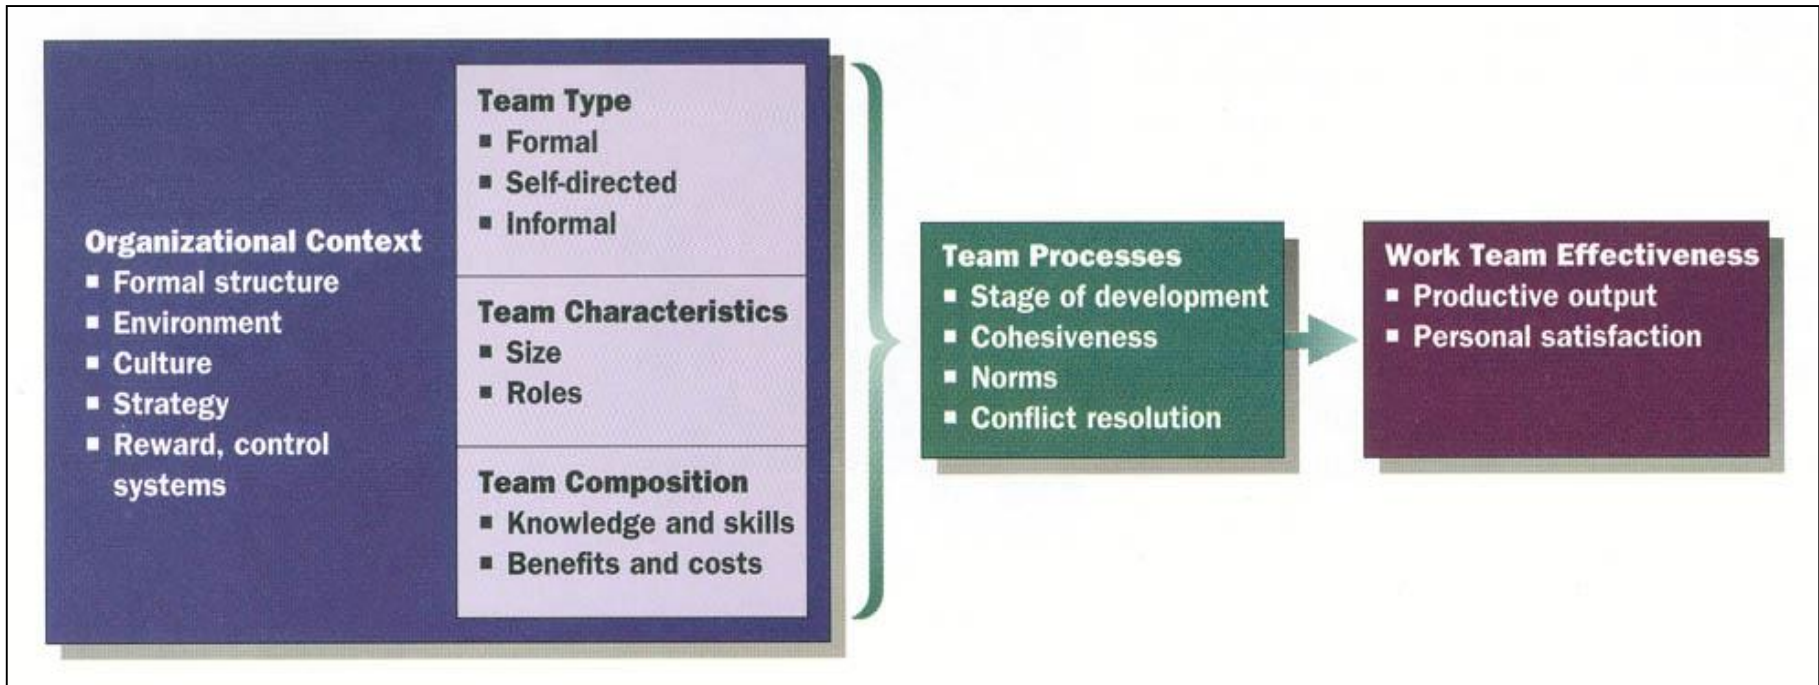 Organizational Context
▪ Formal structure
▪ Environment
▪ Culture
▪ Strategy
▪ Reward, control
systems
Team Type
▪ Formal
▪ Self-directed
▪ Informal
Team Characteristics
▪ Size
▪ Roles
Team Composition
▪ Knowledge and skills
▪ Benefits and costs
Team Processes
▪ Stage of development
▪ Cohesiveness
▪ Norms
▪ Conflict resolution
Work Team Effectiveness
▪ Productive output
▪ Personal satisfaction